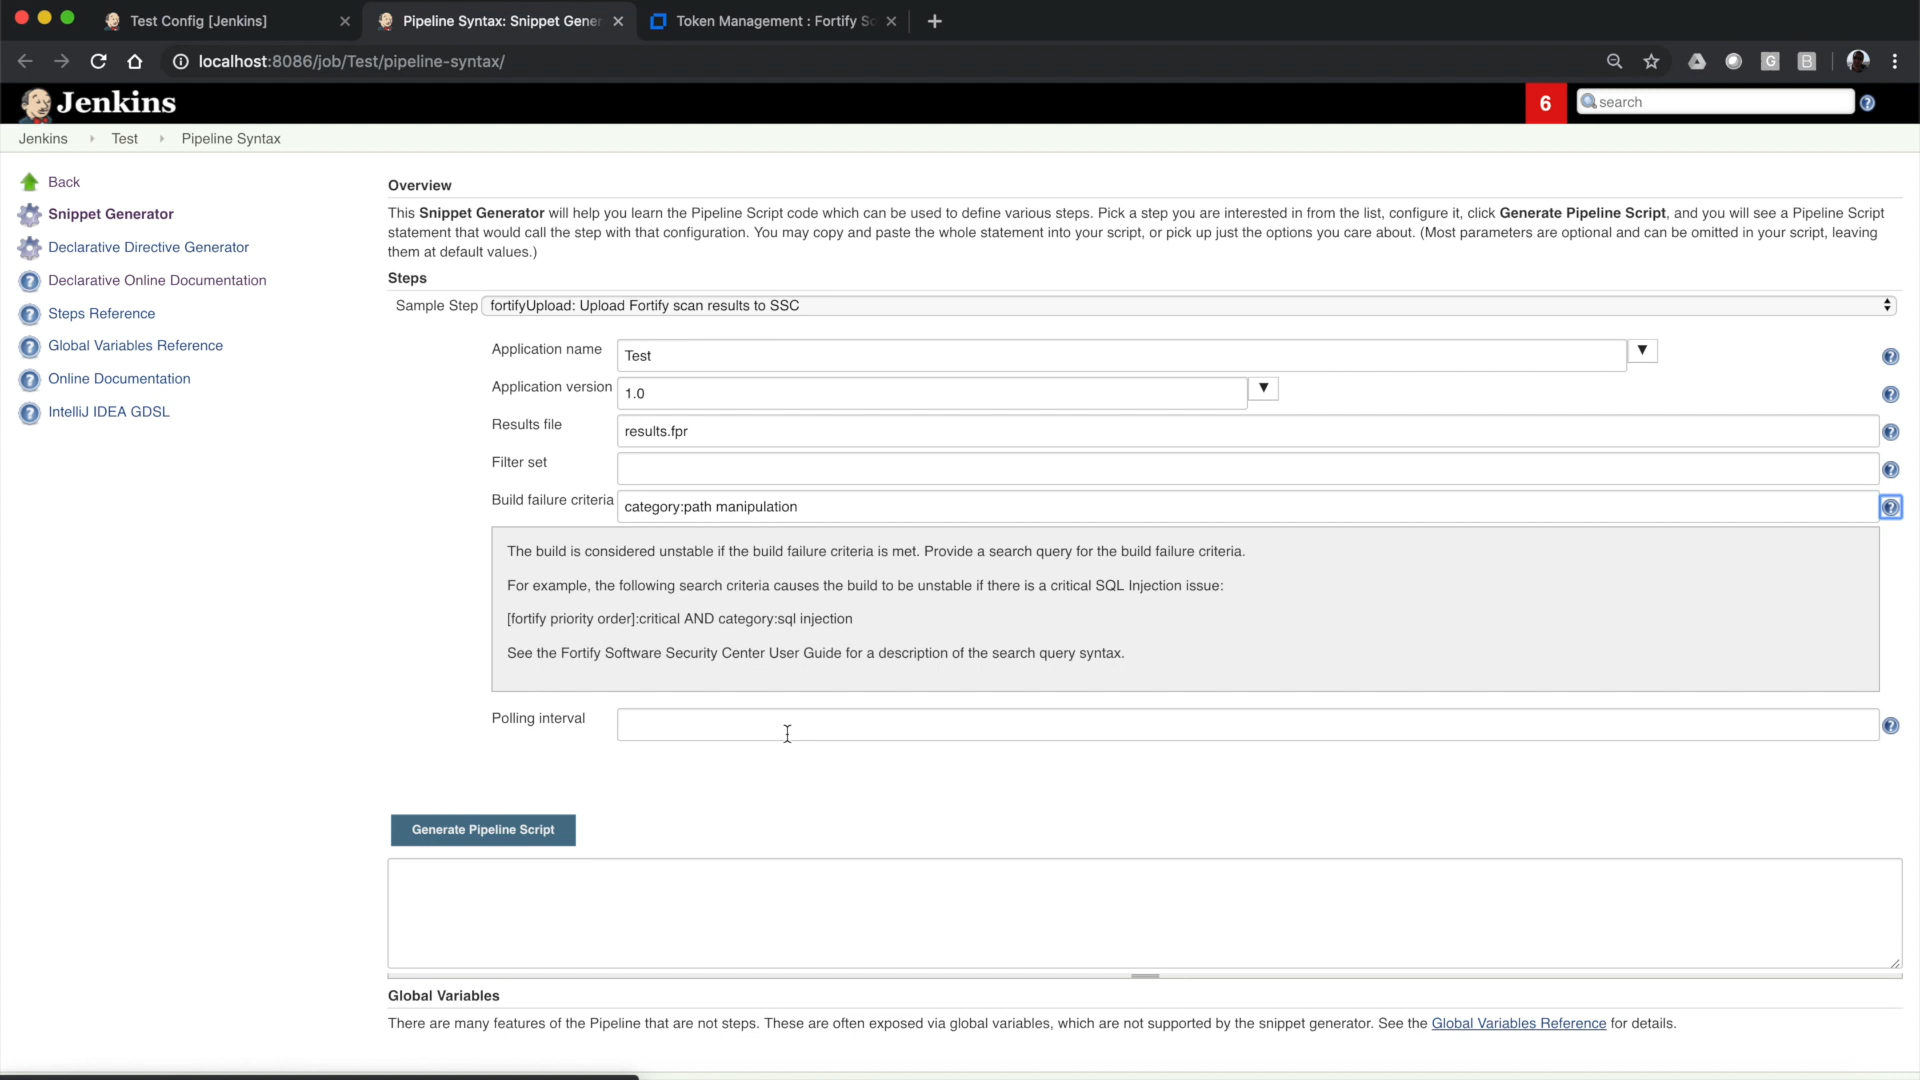 Test Config [Jenkins]
Pipeline Syntax: Snippet Gene
Token Management : Fortify So
localhost:8086/job/Test/pipeline-syntax/
G
B
Jenkins
6
search
Jenkins
Test
Pipeline Syntax
Back
Snippet Generator
Declarative Directive Generator
Declarative Online Documentation
Steps Reference
Global Variables Reference
Online Documentation
IntelliJ IDEA GDSL
Overview
This Snippet Generator will help you learn the Pipeline Script code which can be used to define various steps. Pick a step you are interested in from the list, configure it, click Generate Pipeline Script, and you will see a Pipeline Script
statement that would call the step with that configuration. You may copy and paste the whole statement into your script, or pick up just the options you care about. (Most parameters are optional and can be omitted in your script, leaving
them at default values.)
Steps
Sample Step fortifyUpload: Upload Fortify scan results to SSC
Application name Test
Application version 1.0
Results file results.fpr
Filter set
Build failure criteria category:path manipulation
The build is considered unstable if the build failure criteria is met. Provide a search query for the build failure criteria.
For example, the following search criteria causes the build to be unstable if there is a critical SQL Injection issue:
[fortify priority order]:critical AND category:sql injection
See the Fortify Software Security Center User Guide for a description of the search query syntax.
Polling interval
Generate Pipeline Script
Global Variables
There are many features of the Pipeline that are not steps. These are often exposed via global variables, which are not supported by the snippet generator. See the Global Variables Reference for details.